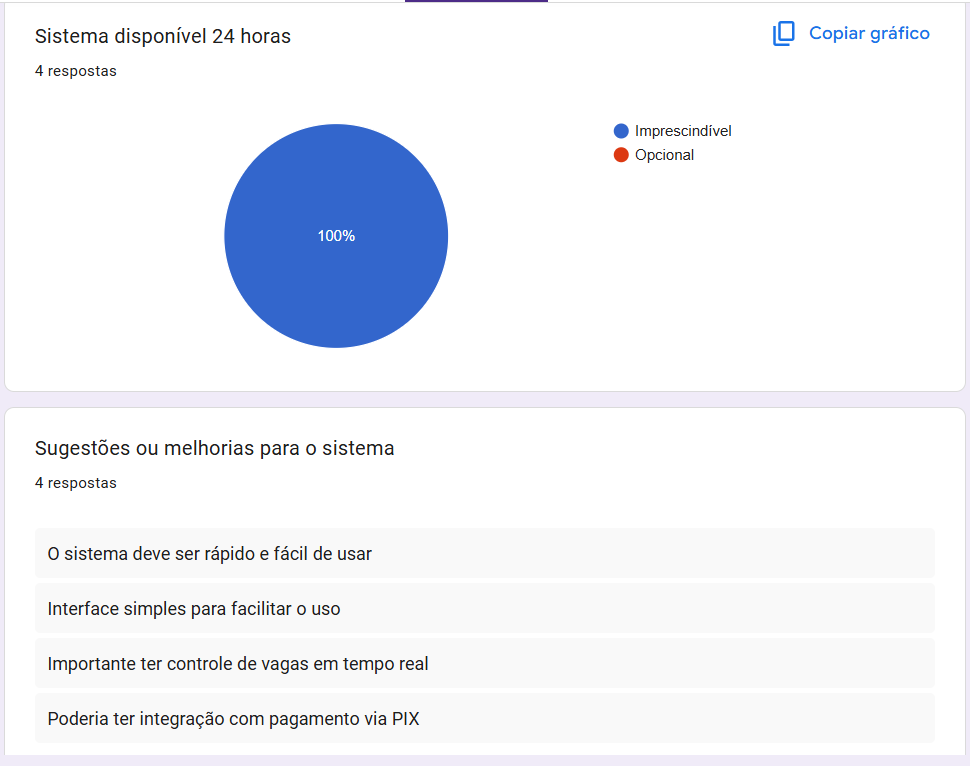 Sistema disponível 24 horas
Copiar gráfico
4 respostas
Imprescindível
Opcional
100%
Sugestões ou melhorias para o sistema
4 respostas
O sistema deve ser rápido e fácil de usar
Interface simples para facilitar o uso
Importante ter controle de vagas em tempo real
Poderia ter integração com pagamento via PIX